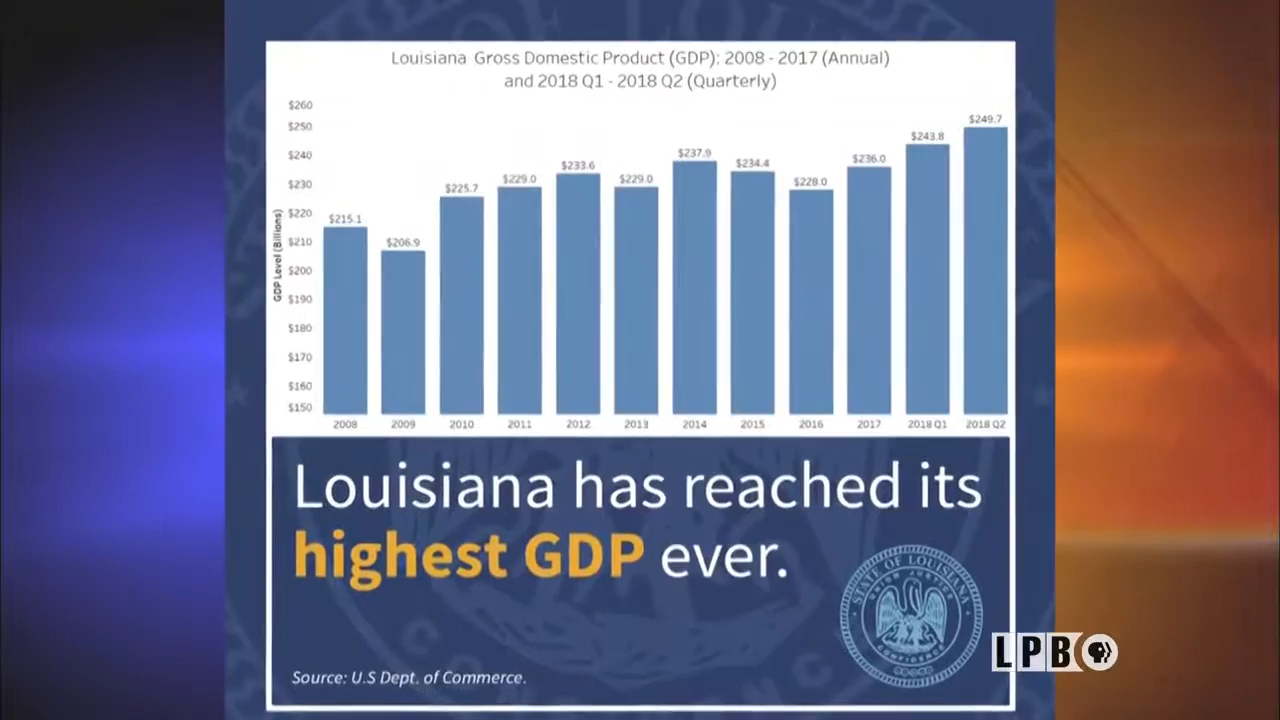 Louisiana Gross Domestic Product (GDP): 2008 - 2017 (Annual)
and 2018 Q1 - 2018 Q2 (Quarterly)
GDP Level (Billions)
$260
$250
$240
$230
$220
$210
$200
$190
$180
$170
$160
$150
$215.1
$206.9
$225.7
$229.0
$233.6
$229.0
$237.9
$234.4
$228.0
$236.0
$243.8
$249.7
2008 2009 2010 2011 2012 2013 2014 2015 2016 2017 2018 Q1 2018 Q2
Louisiana has reached its
highest GDP ever.
STATE OF LOUISIANA
UNION JUSTICE
CONFIDENCE
Source: U.S Dept. of Commerce.
LPB